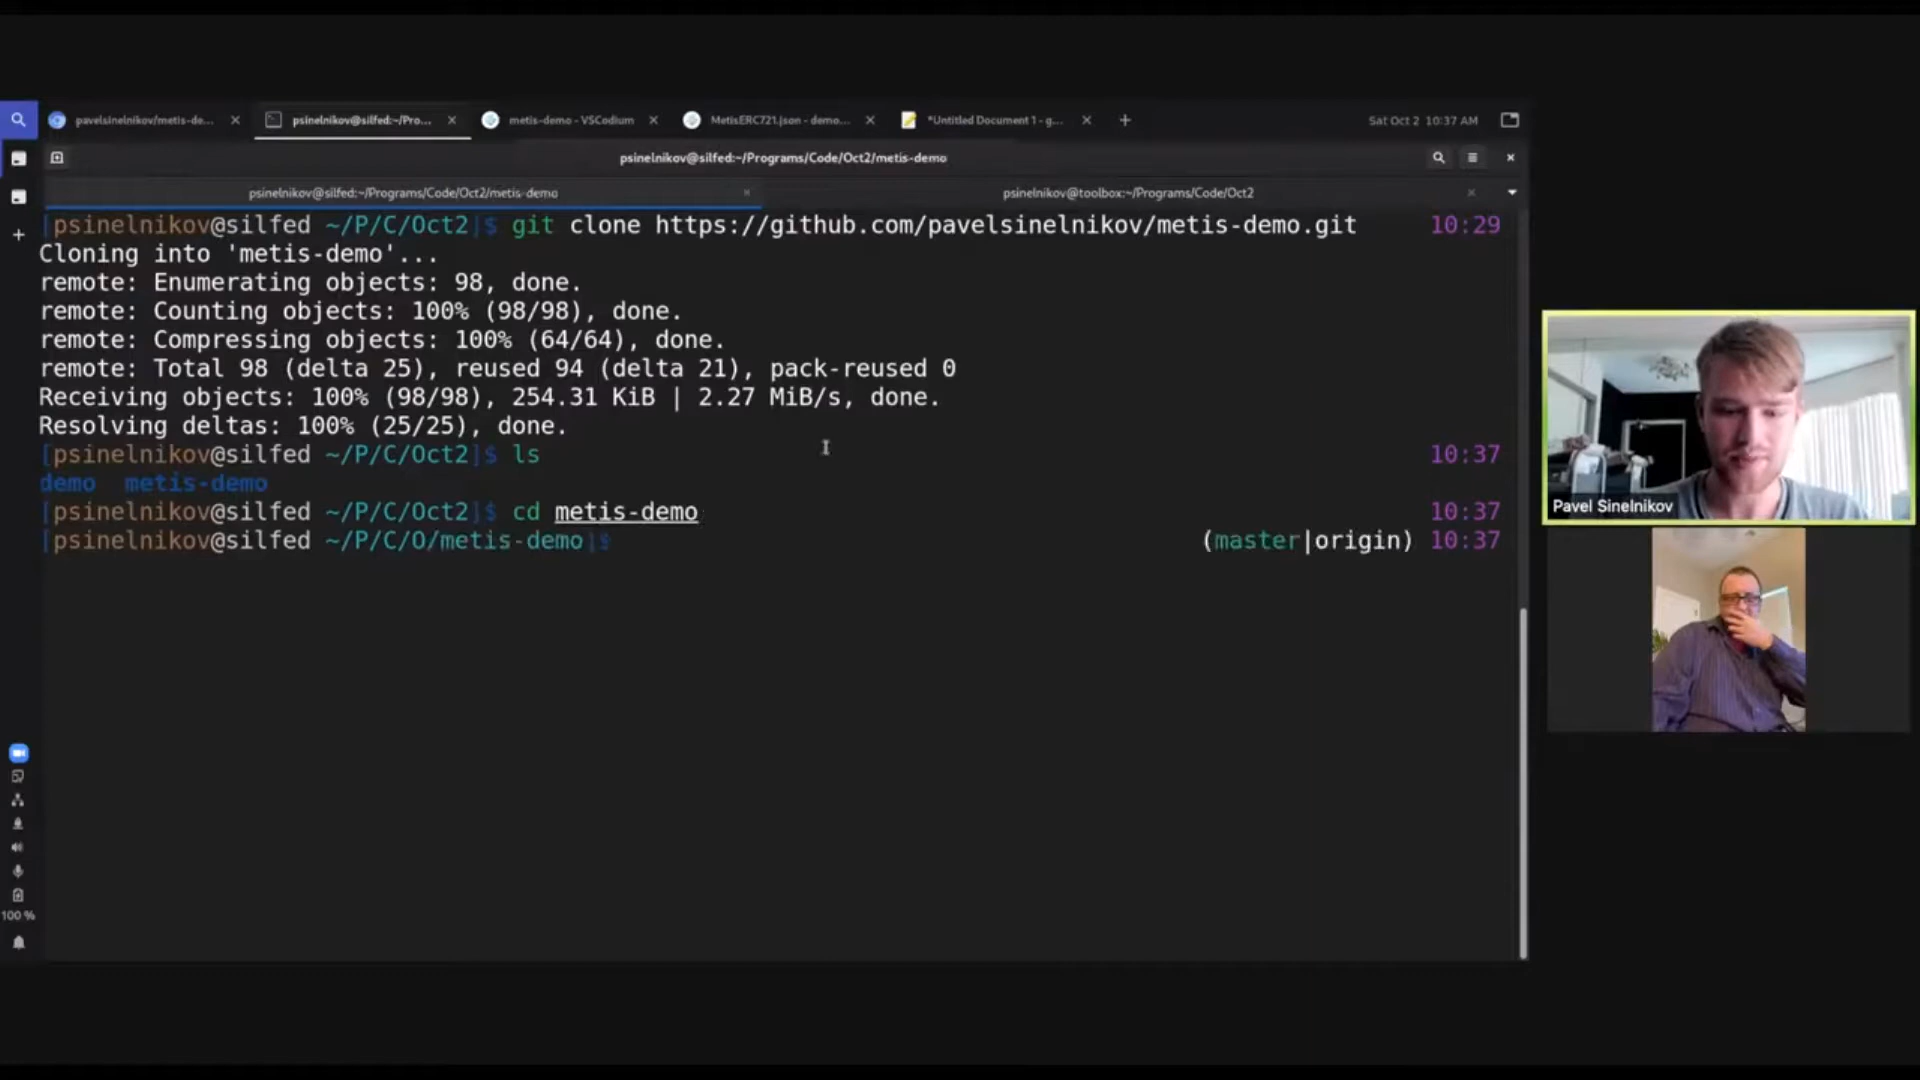 pavelsinelnikov/metis-de...
psinelnikov@silfed:~/Pro...
metis-demo - VSCodium
MetisERC721.json - demo...
*Untitled Document 1 - g...
Sat Oct 2 10:37 AM
psinelnikov@silfed:~/Programs/Code/Oct2/metis-demo
psinelnikov@silfed:~/Programs/Code/Oct2/metis-demo
psinelnikov@toolbox:~/Programs/Code/Oct2
[psinelnikov@silfed ~/P/C/Oct2]$ git clone https://github.com/pavelsinelnikov/metis-demo.git 10:29
Cloning into 'metis-demo'...
remote: Enumerating objects: 98, done.
remote: Counting objects: 100% (98/98), done.
remote: Compressing objects: 100% (64/64), done.
remote: Total 98 (delta 25), reused 94 (delta 21), pack-reused 0
Receiving objects: 100% (98/98), 254.31 KiB | 2.27 MiB/s, done.
Resolving deltas: 100% (25/25), done.
[psinelnikov@silfed ~/P/C/Oct2]$ ls 10:37
demo metis-demo
[psinelnikov@silfed ~/P/C/Oct2]$ cd metis-demo 10:37
[psinelnikov@silfed ~/P/C/O/metis-demo]$ (master|origin) 10:37
Pavel Sinelnikov
100 %